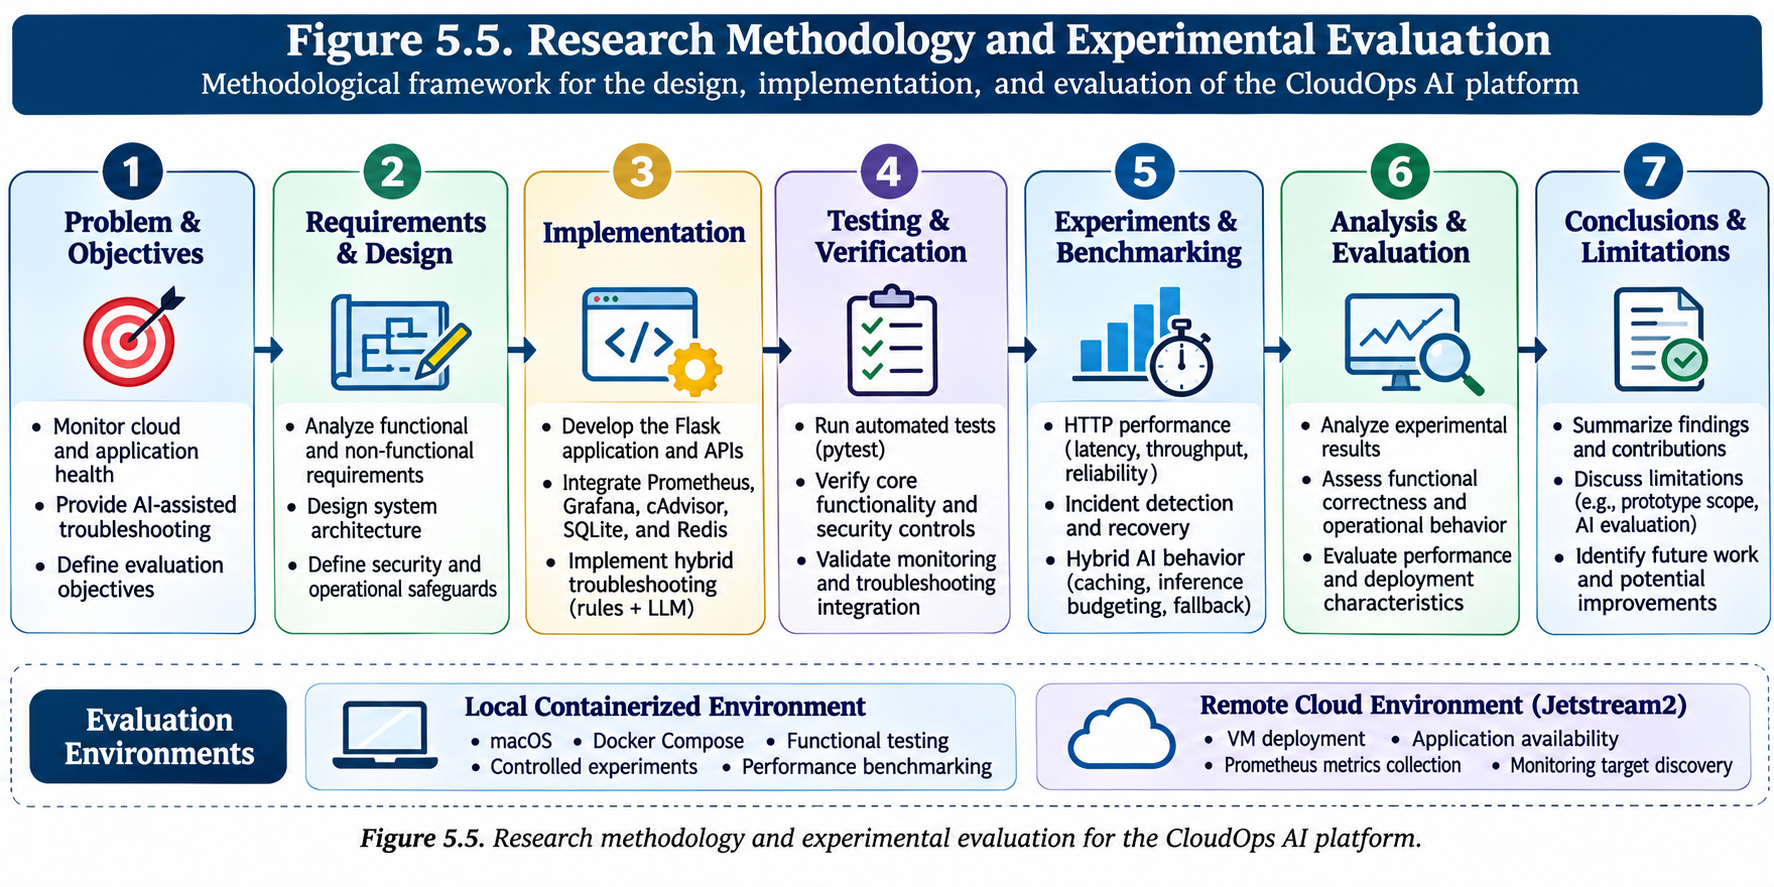 Figure 5.5. Research Methodology and Experimental Evaluation
Methodological framework for the design, implementation, and evaluation of the CloudOps AI platform
1
Problem &
Objectives
• Monitor cloud
and application
health
• Provide AI-assisted
troubleshooting
• Define evaluation
objectives
2
Requirements
& Design
• Analyze functional
and non-functional
requirements
• Design system
architecture
• Define security and
operational safeguards
3
Implementation
</>
• Develop the Flask
application and APIs
• Integrate Prometheus,
Grafana, cAdvisor,
SQLite, and Redis
• Implement hybrid
troubleshooting
(rules + LLM)
4
Testing &
Verification
• Run automated tests
(pytest)
• Verify core
functionality and
security controls
• Validate monitoring
and troubleshooting
integration
5
Experiments &
Benchmarking
• HTTP performance
(latency, throughput,
reliability)
• Incident detection
and recovery
• Hybrid AI behavior
(caching, inference
budgeting, fallback)
6
Analysis &
Evaluation
• Analyze experimental
results
• Assess functional
correctness and
operational behavior
• Evaluate performance
and deployment
characteristics
7
Conclusions &
Limitations
• Summarize findings
and contributions
• Discuss limitations
(e.g., prototype scope,
AI evaluation)
• Identify future work
and potential
improvements
Evaluation
Environments
Local Containerized Environment
• macOS • Docker Compose • Functional testing
• Controlled experiments • Performance benchmarking
Remote Cloud Environment (Jetstream2)
• VM deployment • Application availability
• Prometheus metrics collection • Monitoring target discovery
Figure 5.5. Research methodology and experimental evaluation for the CloudOps AI platform.